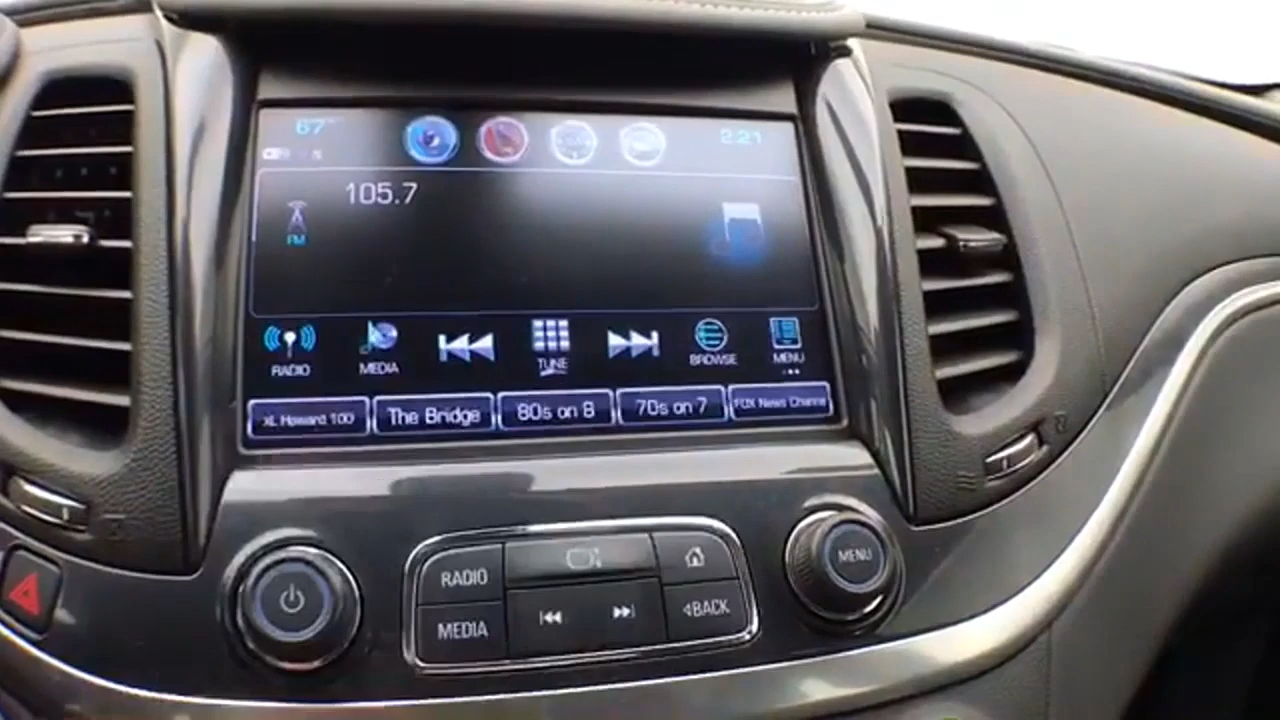 67°
2:21
105.7
FM
RADIO
MEDIA
TUNE
BROWSE
MENU
xL Howard 100
The Bridge
80s on 8
70s on 7
FOX News Channe
RADIO
MEDIA
BACK
MENU